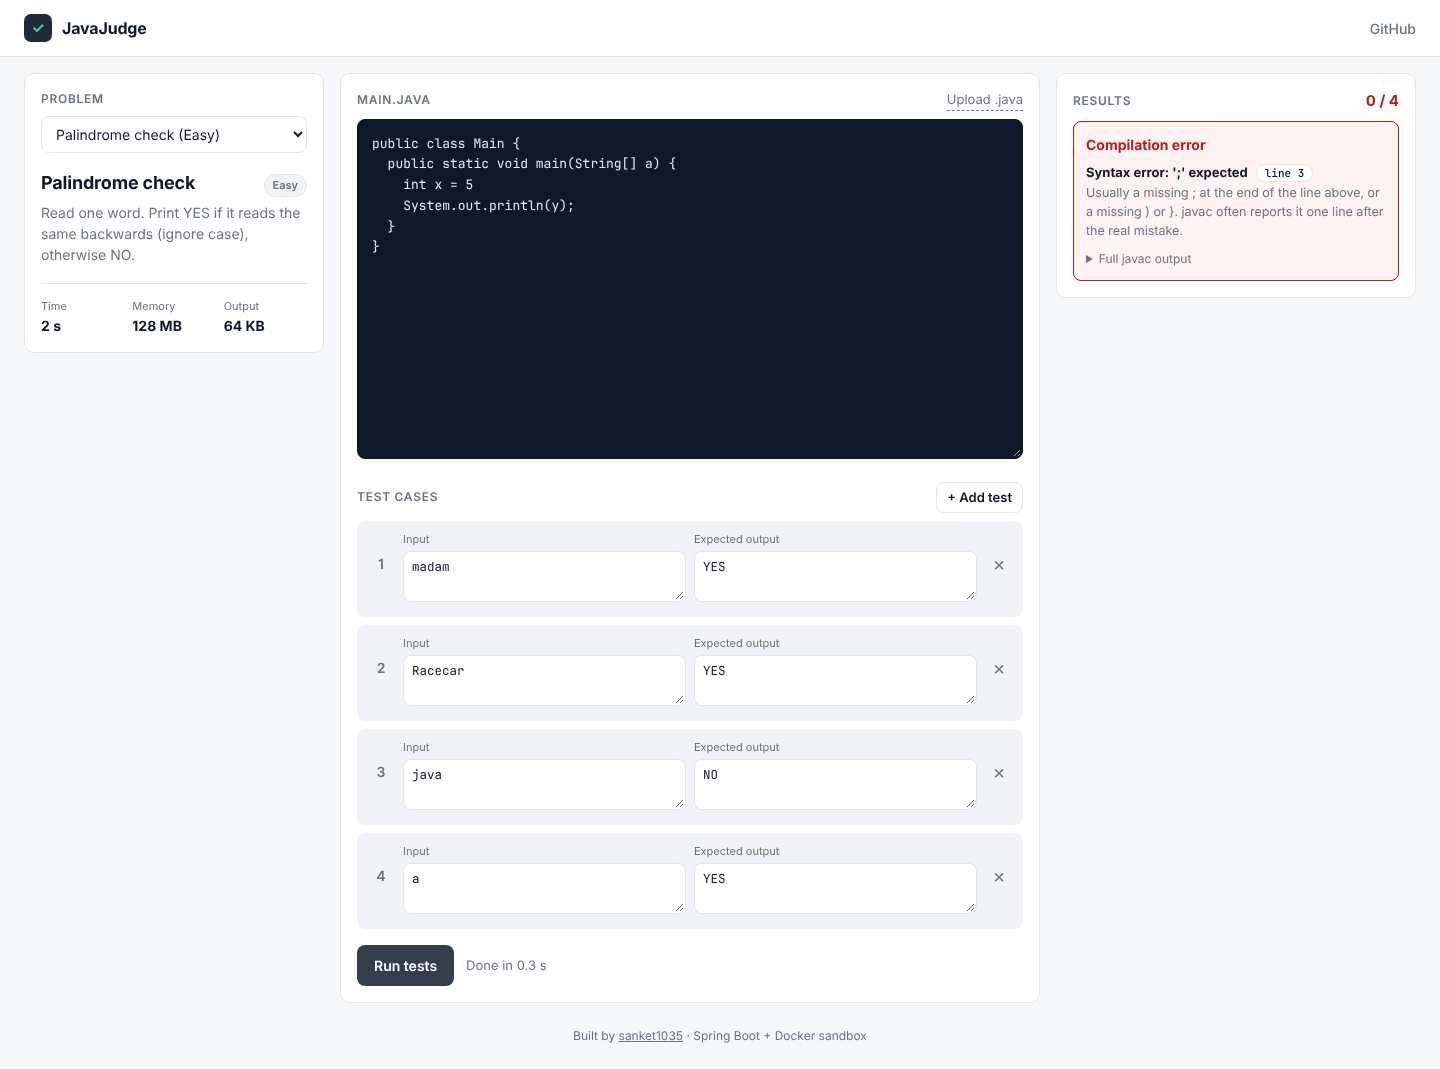 JavaJudge
GitHub
PROBLEM
Palindrome check (Easy)
Palindrome check
Easy
Read one word. Print YES if it reads the
same backwards (ignore case),
otherwise NO.
Time
Memory
Output
2 s
128 MB
64 KB
MAIN.JAVA
Upload .java
public class Main {
  public static void main(String[] a) {
    int x = 5
    System.out.println(y);
  }
}
TEST CASES
+ Add test
Input
Expected output
1
madam
YES
✕
Input
Expected output
2
Racecar
YES
✕
Input
Expected output
3
java
NO
✕
Input
Expected output
4
a
YES
✕
Run tests
Done in 0.3 s
RESULTS
0 / 4
Compilation error
Syntax error: ';' expected line 3
Usually a missing ; at the end of the line above, or
a missing ) or }. javac often reports it one line after
the real mistake.
▶ Full javac output
Built by sanket1035 · Spring Boot + Docker sandbox